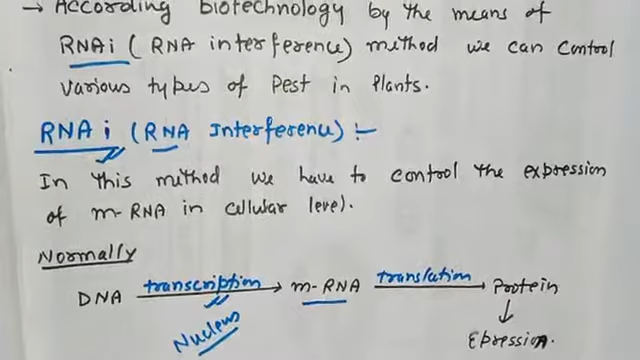 → According biotechnology by the means of
RNAi (RNA interference) method we can control
various types of Pest in Plants.
RNAi (RNA Interference) :-
In this method we have to control the expression
of m-RNA in cellular level).
Normally
DNA transcription → m-RNA translation → Protein
Nucleus ↓
Epression.